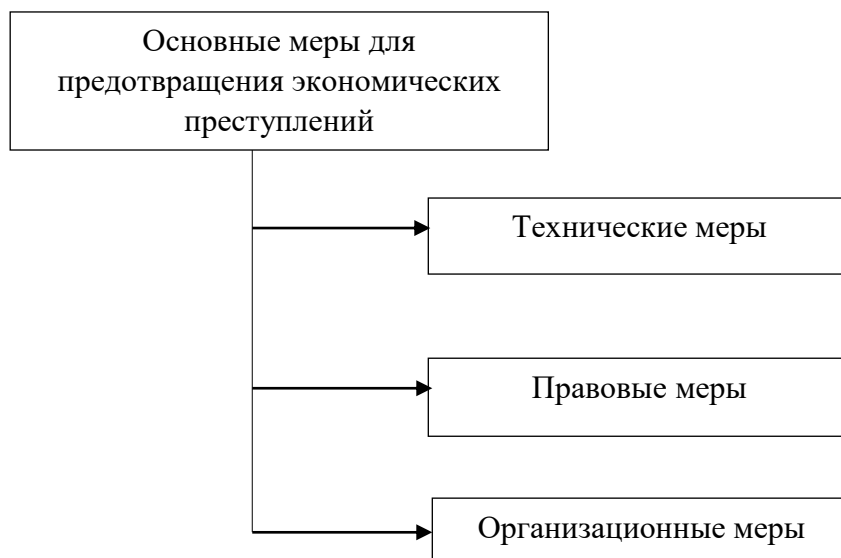 Основные меры для
предотвращения экономических
преступлений
Технические меры
Правовые меры
Организационные меры